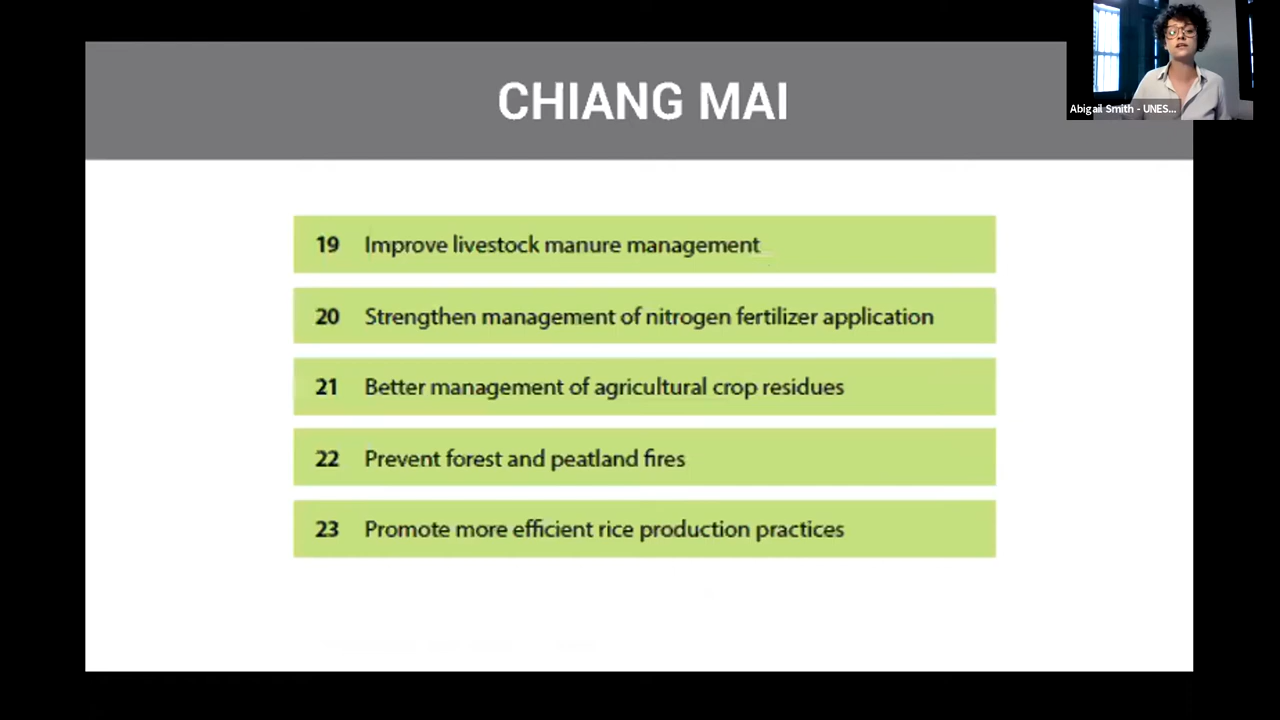 CHIANG MAI
Abigail Smith - UNES...
19 Improve livestock manure management
20 Strengthen management of nitrogen fertilizer application
21 Better management of agricultural crop residues
22 Prevent forest and peatland fires
23 Promote more efficient rice production practices